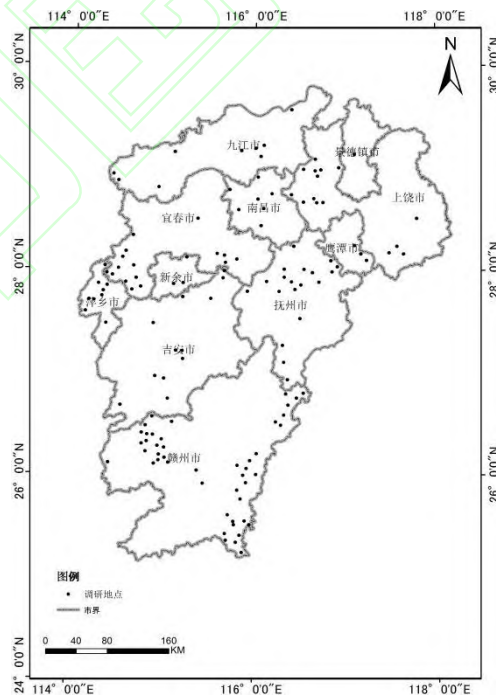 114° 0′0″N
116° 0′0″N
118° 0′0″N
N
30° 0′0″N
30° 0′0″N
九江市
景德镇市
上饶市
南昌市
宜春市
鹰潭市
28° 0′0″N
28° 0′0″N
新余市
萍乡市
抚州市
吉安市
赣州市
26° 0′0″N
26° 0′0″N
图例
调研地点
市界
0 40 80 160
KM
24° 0′0″N
24° 0′0″N
114° 0′0″N
116° 0′0″N
118° 0′0″N